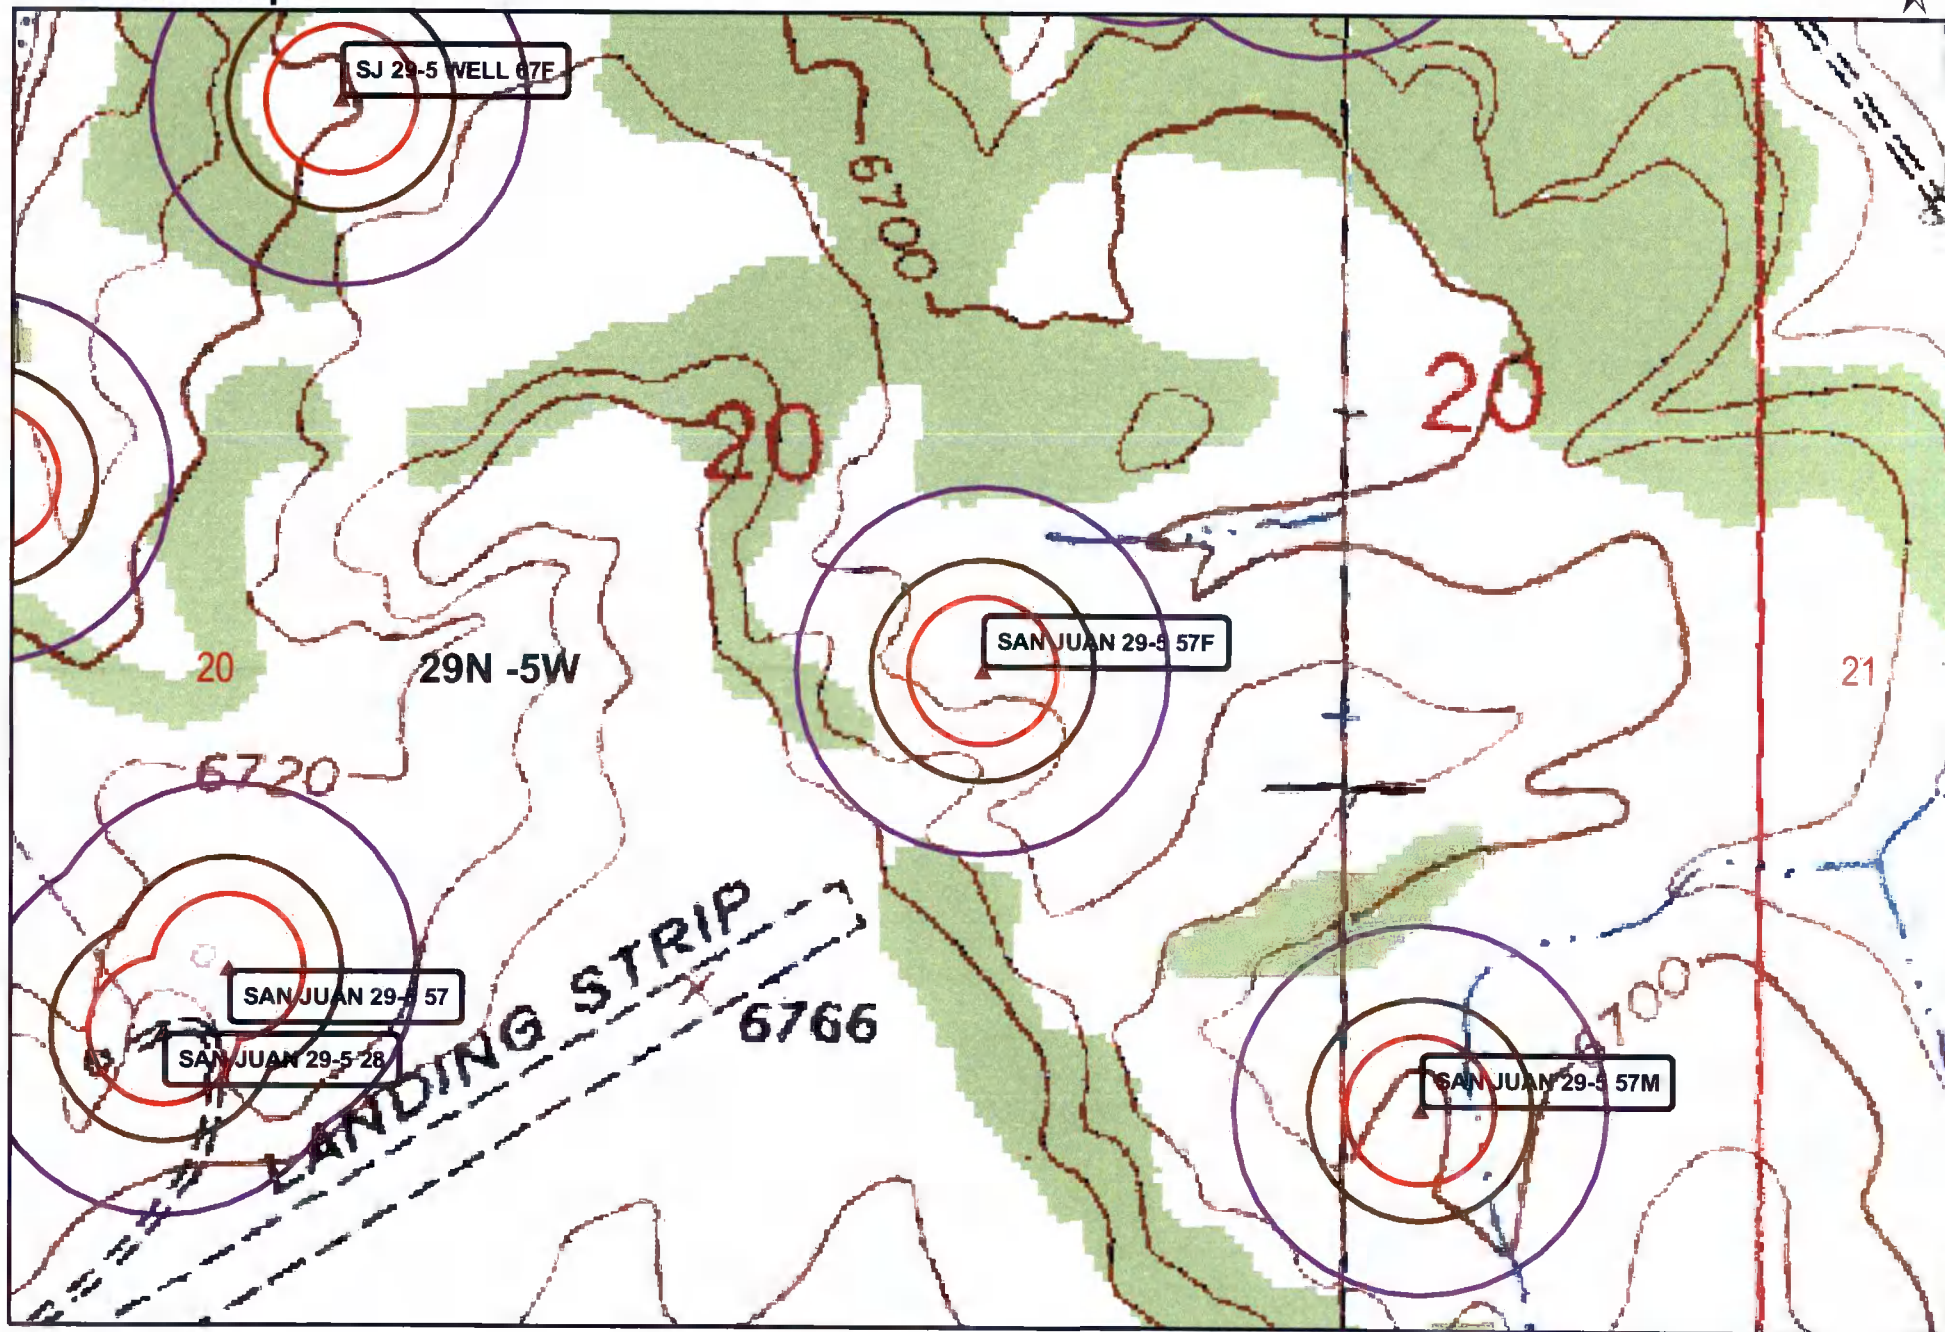 SJ 29-5 WELL 67F
6700
20
20
SAN JUAN 29-5 57F
20
29N -5W
21
6720
LANDING STRIP
6766
SAN JUAN 29-5 57
SAN JUAN 29-5 28
SAN JUAN 29-5 57M